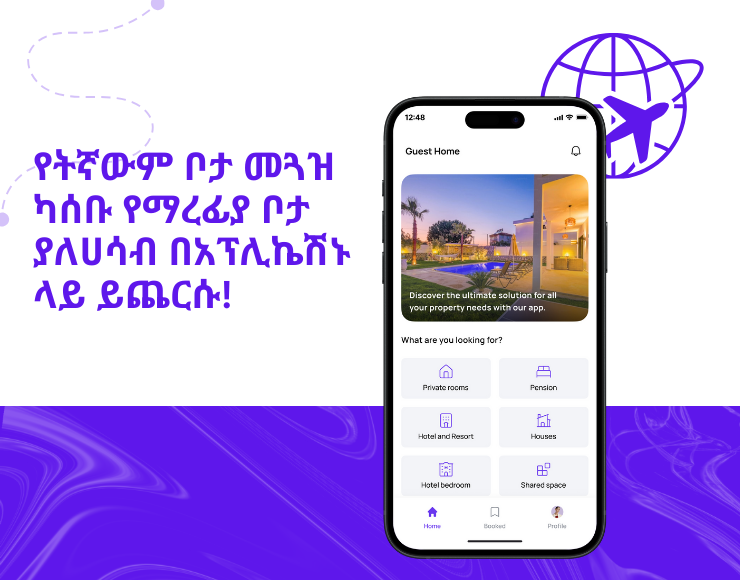 የትኛውም ቦታ መጓዝ
ካሰቡ የማረፊያ ቦታ
ያለሀሳብ በአፕሊኬሽኑ
ላይ ይጨርሱ!
12:48
Guest Home
Discover the ultimate solution for all
your property needs with our app.
What are you looking for?
Private rooms
Pension
Hotel and Resort
Houses
Hotel bedroom
Shared space
Home
Booked
Profile